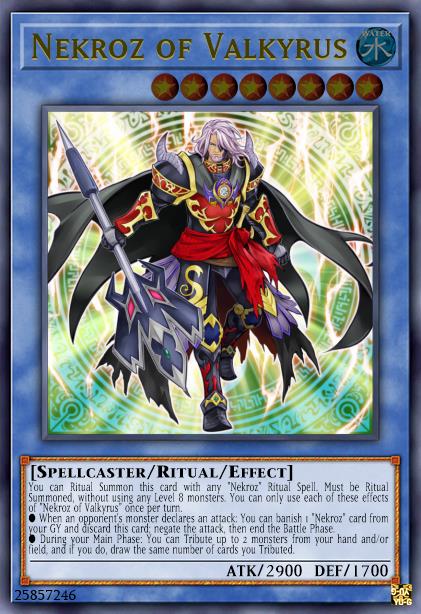 NEKROZ OF VALKYRUS
WATER
水
[SPELLCASTER/RITUAL/EFFECT]
You can Ritual Summon this card with any "Nekroz" Ritual Spell. Must be Ritual
Summoned, without using any Level 8 monsters. You can only use each of these effects
of "Nekroz of Valkyrus" once per turn.
● When an opponent's monster declares an attack: You can banish 1 "Nekroz" card from
your GY and discard this card; negate the attack, then end the Battle Phase.
● During your Main Phase: You can Tribute up to 2 monsters from your hand and/or
field, and if you do, draw the same number of cards you Tributed.
ATK/2900 DEF/1700
25857246